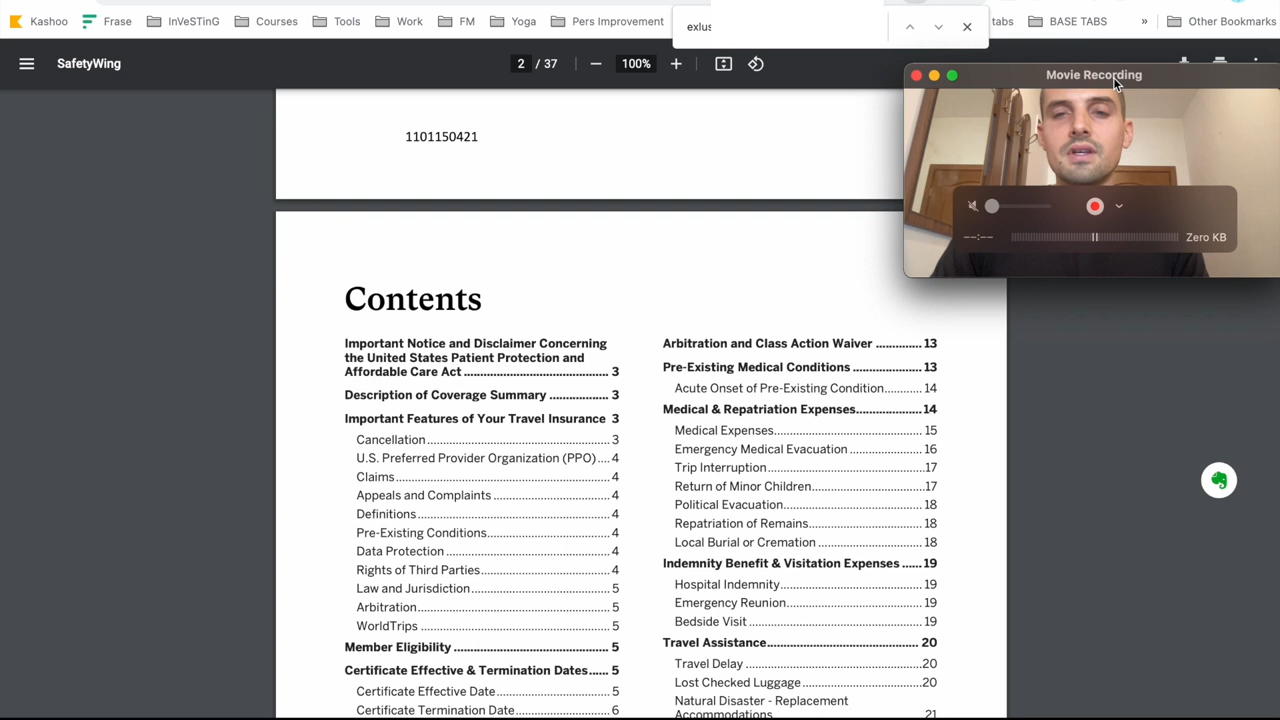 Kashoo Frase InVeSTinG Courses Tools Work FM Yoga Pers Improvement tabs BASE TABS » Other Bookmarks
exlus
SafetyWing 2 / 37 100%
Movie Recording
1101150421
--:-- Zero KB
Contents
Important Notice and Disclaimer Concerning
the United States Patient Protection and
Affordable Care Act 3
Description of Coverage Summary 3
Important Features of Your Travel Insurance 3
Cancellation 3
U.S. Preferred Provider Organization (PPO) 4
Claims 4
Appeals and Complaints 4
Definitions 4
Pre-Existing Conditions 4
Data Protection 4
Rights of Third Parties 4
Law and Jurisdiction 5
Arbitration 5
WorldTrips 5
Member Eligibility 5
Certificate Effective & Termination Dates 5
Certificate Effective Date 5
Certificate Termination Date 6
Arbitration and Class Action Waiver 13
Pre-Existing Medical Conditions 13
Acute Onset of Pre-Existing Condition 14
Medical & Repatriation Expenses 14
Medical Expenses 15
Emergency Medical Evacuation 16
Trip Interruption 17
Return of Minor Children 17
Political Evacuation 18
Repatriation of Remains 18
Local Burial or Cremation 18
Indemnity Benefit & Visitation Expenses 19
Hospital Indemnity 19
Emergency Reunion 19
Bedside Visit 19
Travel Assistance 20
Travel Delay 20
Lost Checked Luggage 20
Natural Disaster - Replacement
Accommodations 21